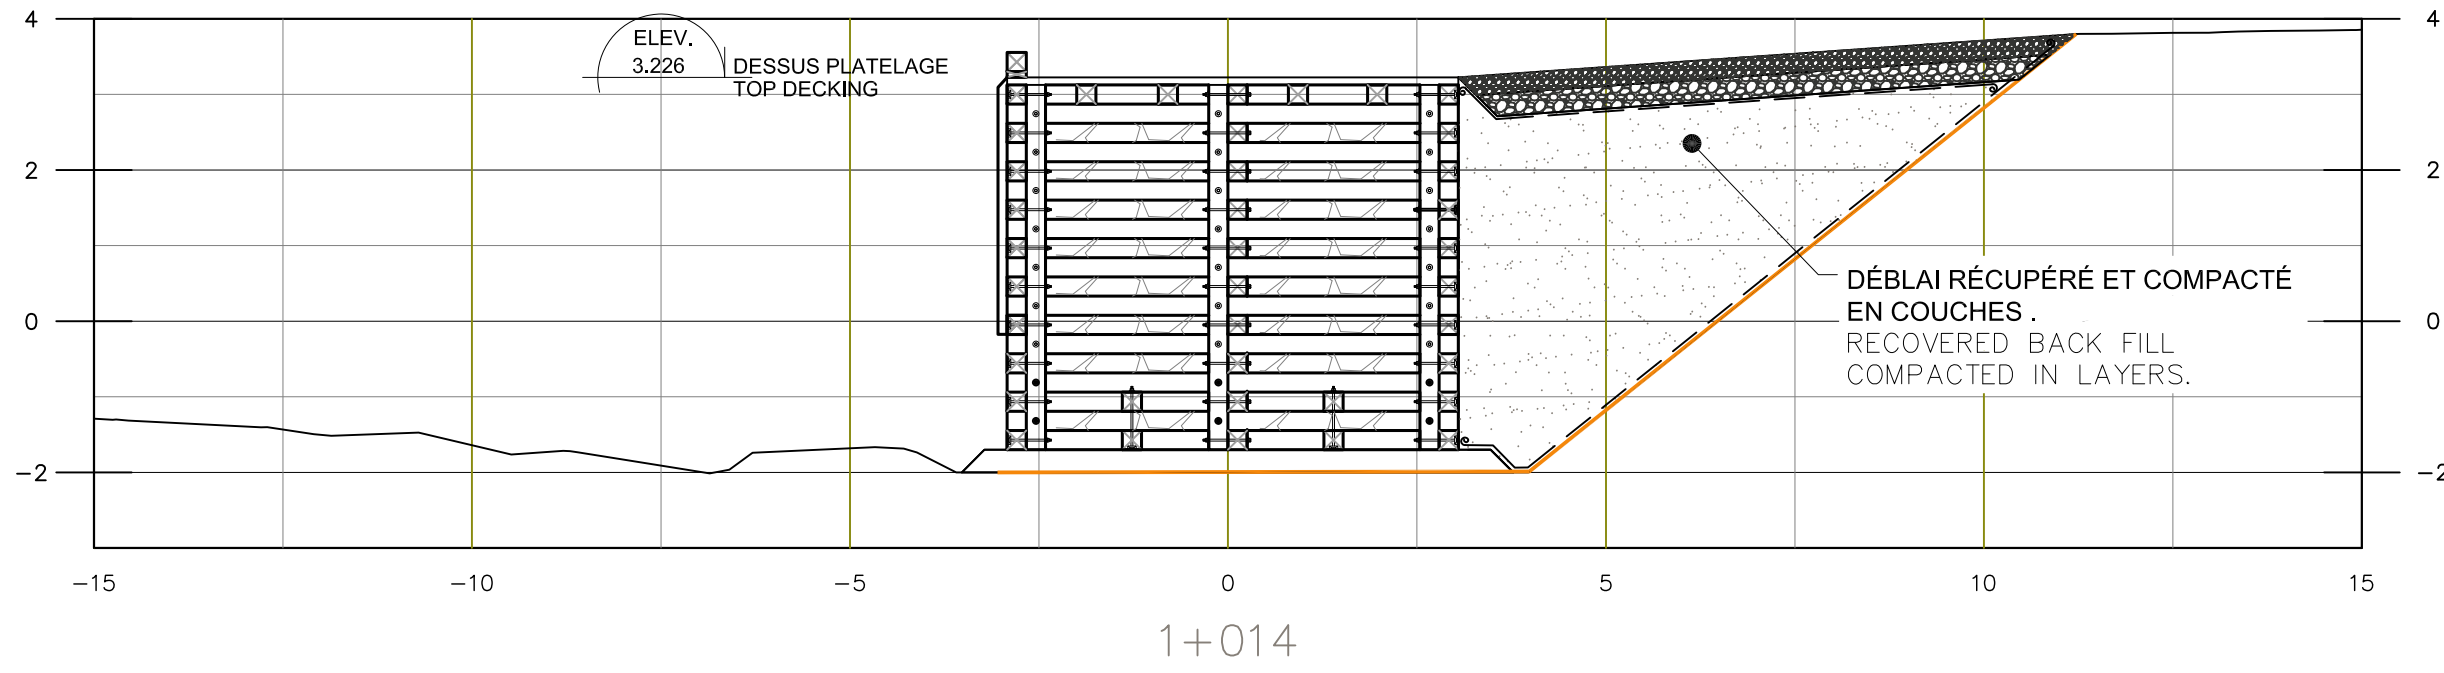 4
4
ELEV.
3.226
DESSUS PLATELAGE
TOP DECKING
2
2
DÉBLAI RÉCUPÉRÉ ET COMPACTÉ
EN COUCHES .
0
0
RECOVERED BACK FILL
COMPACTED IN LAYERS.
-2
-2
-15 -10 -5 0 5 10 15
1+014